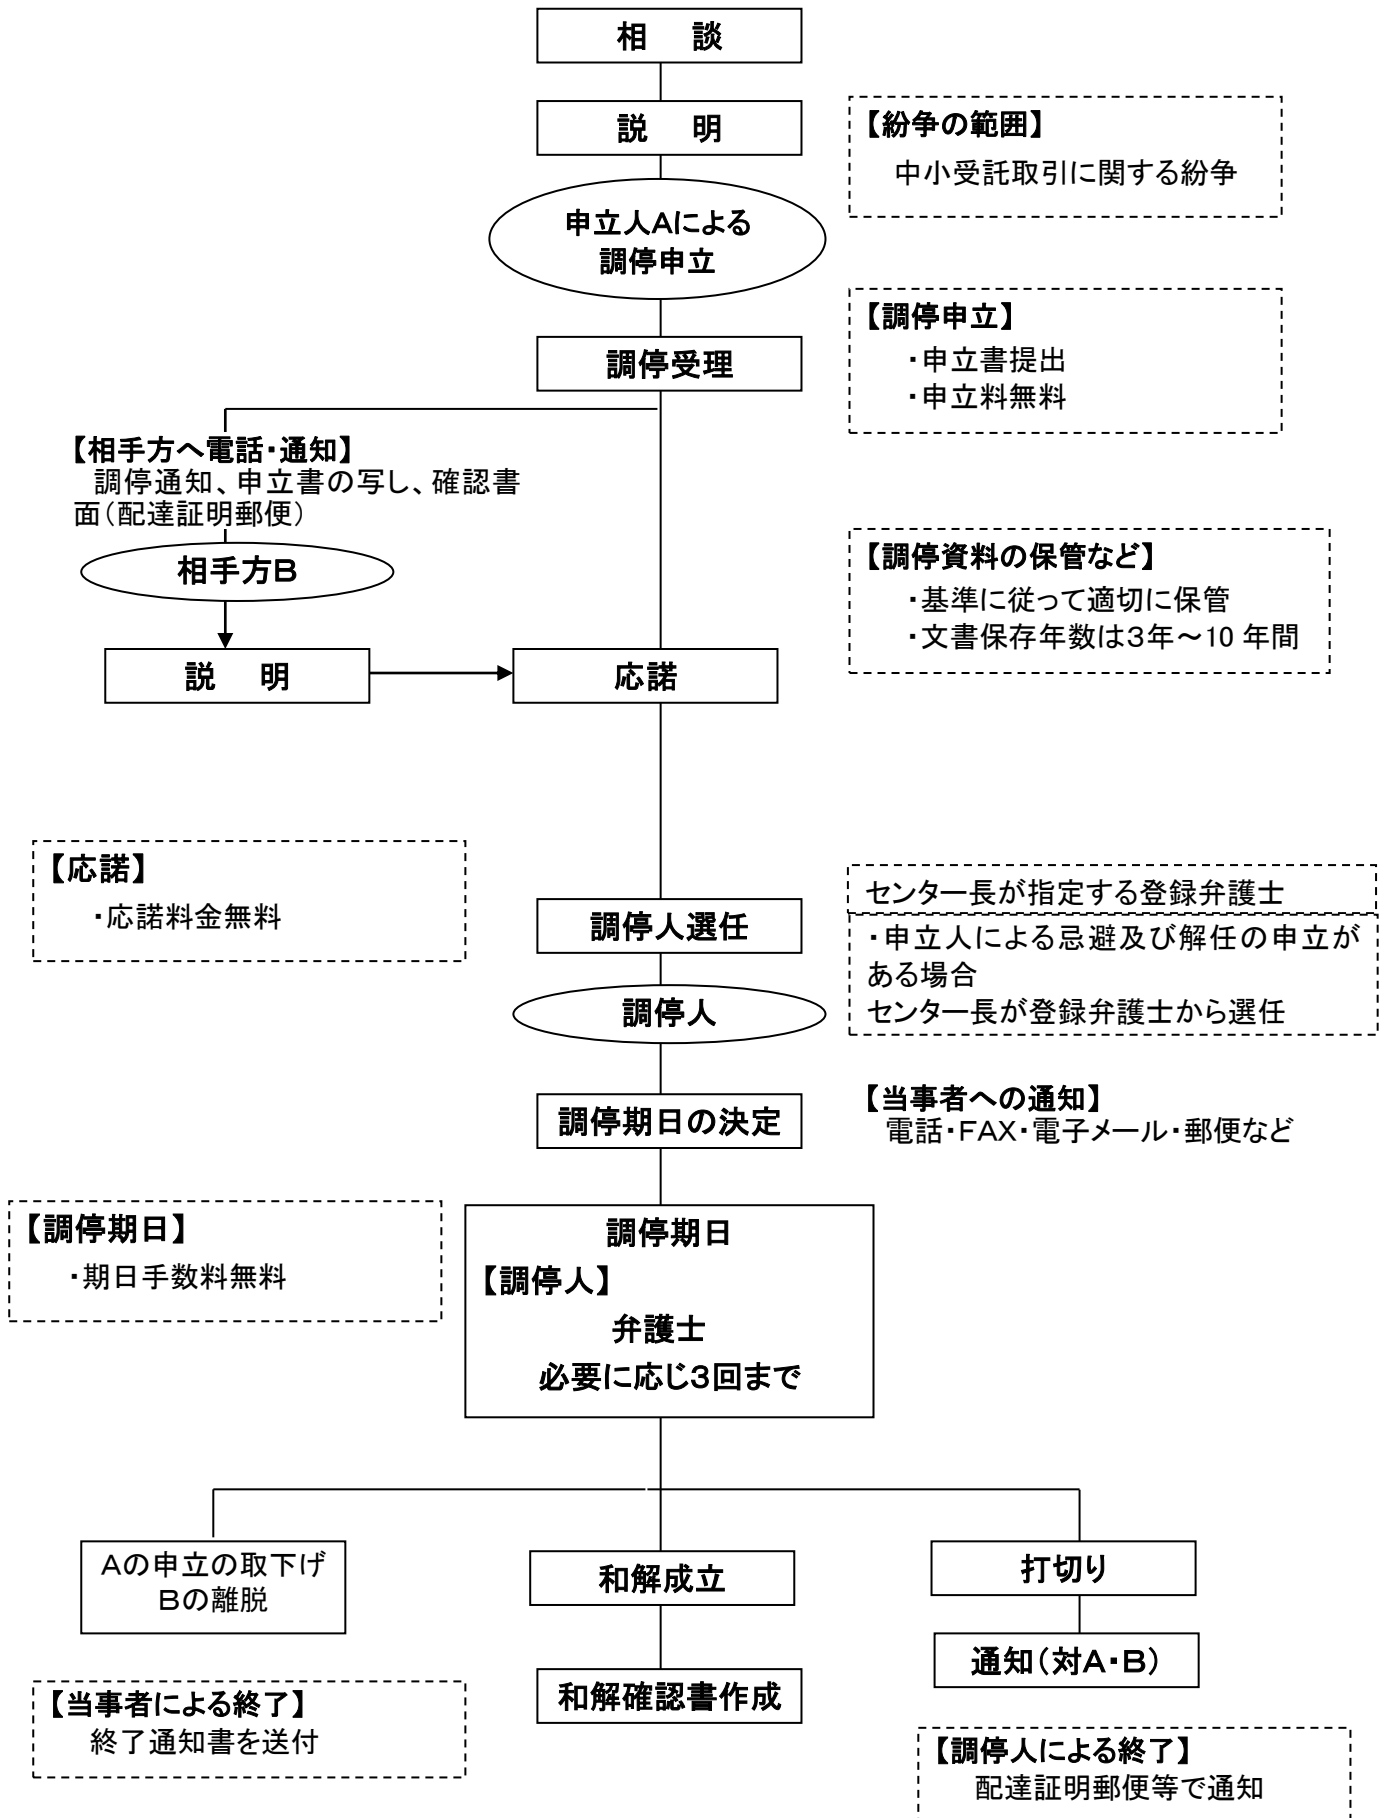 相　談
説　明
【紛争の範囲】
中小受託取引に関する紛争
申立人Aによる
調停申立
【調停申立】
・申立書提出
・申立料無料
調停受理
【相手方へ電話・通知】
調停通知、申立書の写し、確認書
面（配達証明郵便）
相手方B
【調停資料の保管など】
・基準に従って適切に保管
・文書保存年数は３年～10 年間
説　明
応諾
【応諾】
・応諾料金無料
調停人選任
センター長が指定する登録弁護士
・申立人による忌避及び解任の申立が
ある場合
センター長が登録弁護士から選任
調停人
調停期日の決定
【当事者への通知】
電話・FAX・電子メール・郵便など
【調停期日】
・期日手数料無料
調停期日
【調停人】
弁護士
必要に応じ３回まで
Aの申立の取下げ
Bの離脱
和解成立
打切り
通知（対A・B）
和解確認書作成
【当事者による終了】
終了通知書を送付
【調停人による終了】
配達証明郵便等で通知